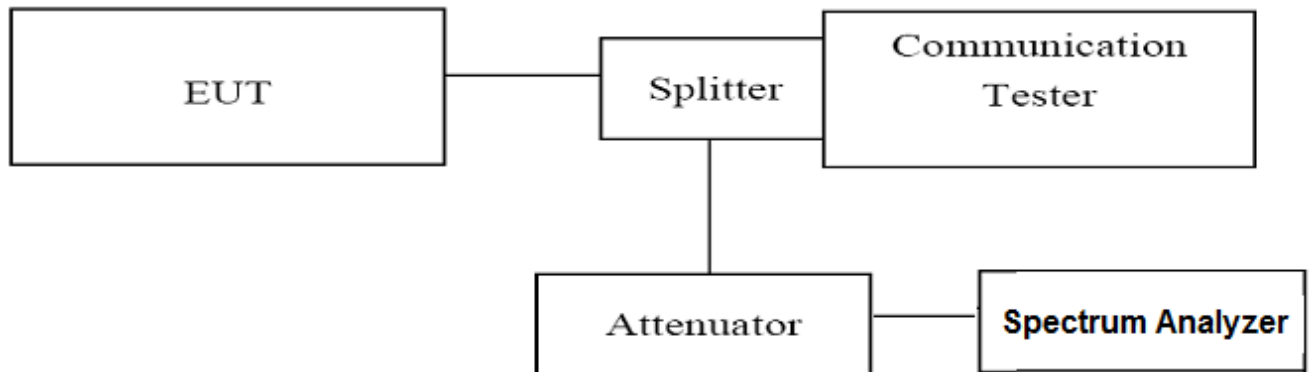 EUT
Splitter
Communication
Tester
Attenuator
Spectrum Analyzer